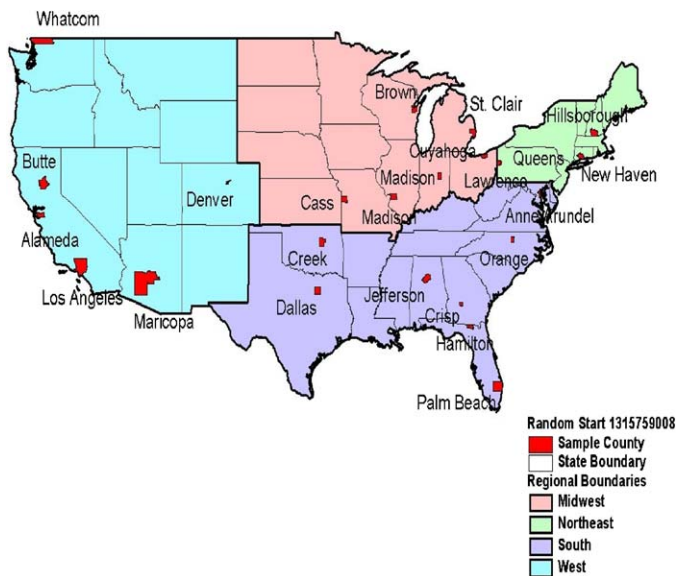 Whatcom
Brown
St. Clair
Hillsborough
Butte
Cuyahoga
Queens
Denver
Madison
Lawrence
New Haven
Cass
Madison
Anne Arundel
Alameda
Creek
Orange
Los Angeles
Dallas
Jefferson
Maricopa
Crisp
Hamilton
Palm Beach
Random Start 1315759008
Sample County
State Boundary
Regional Boundaries
Midwest
Northeast
South
West